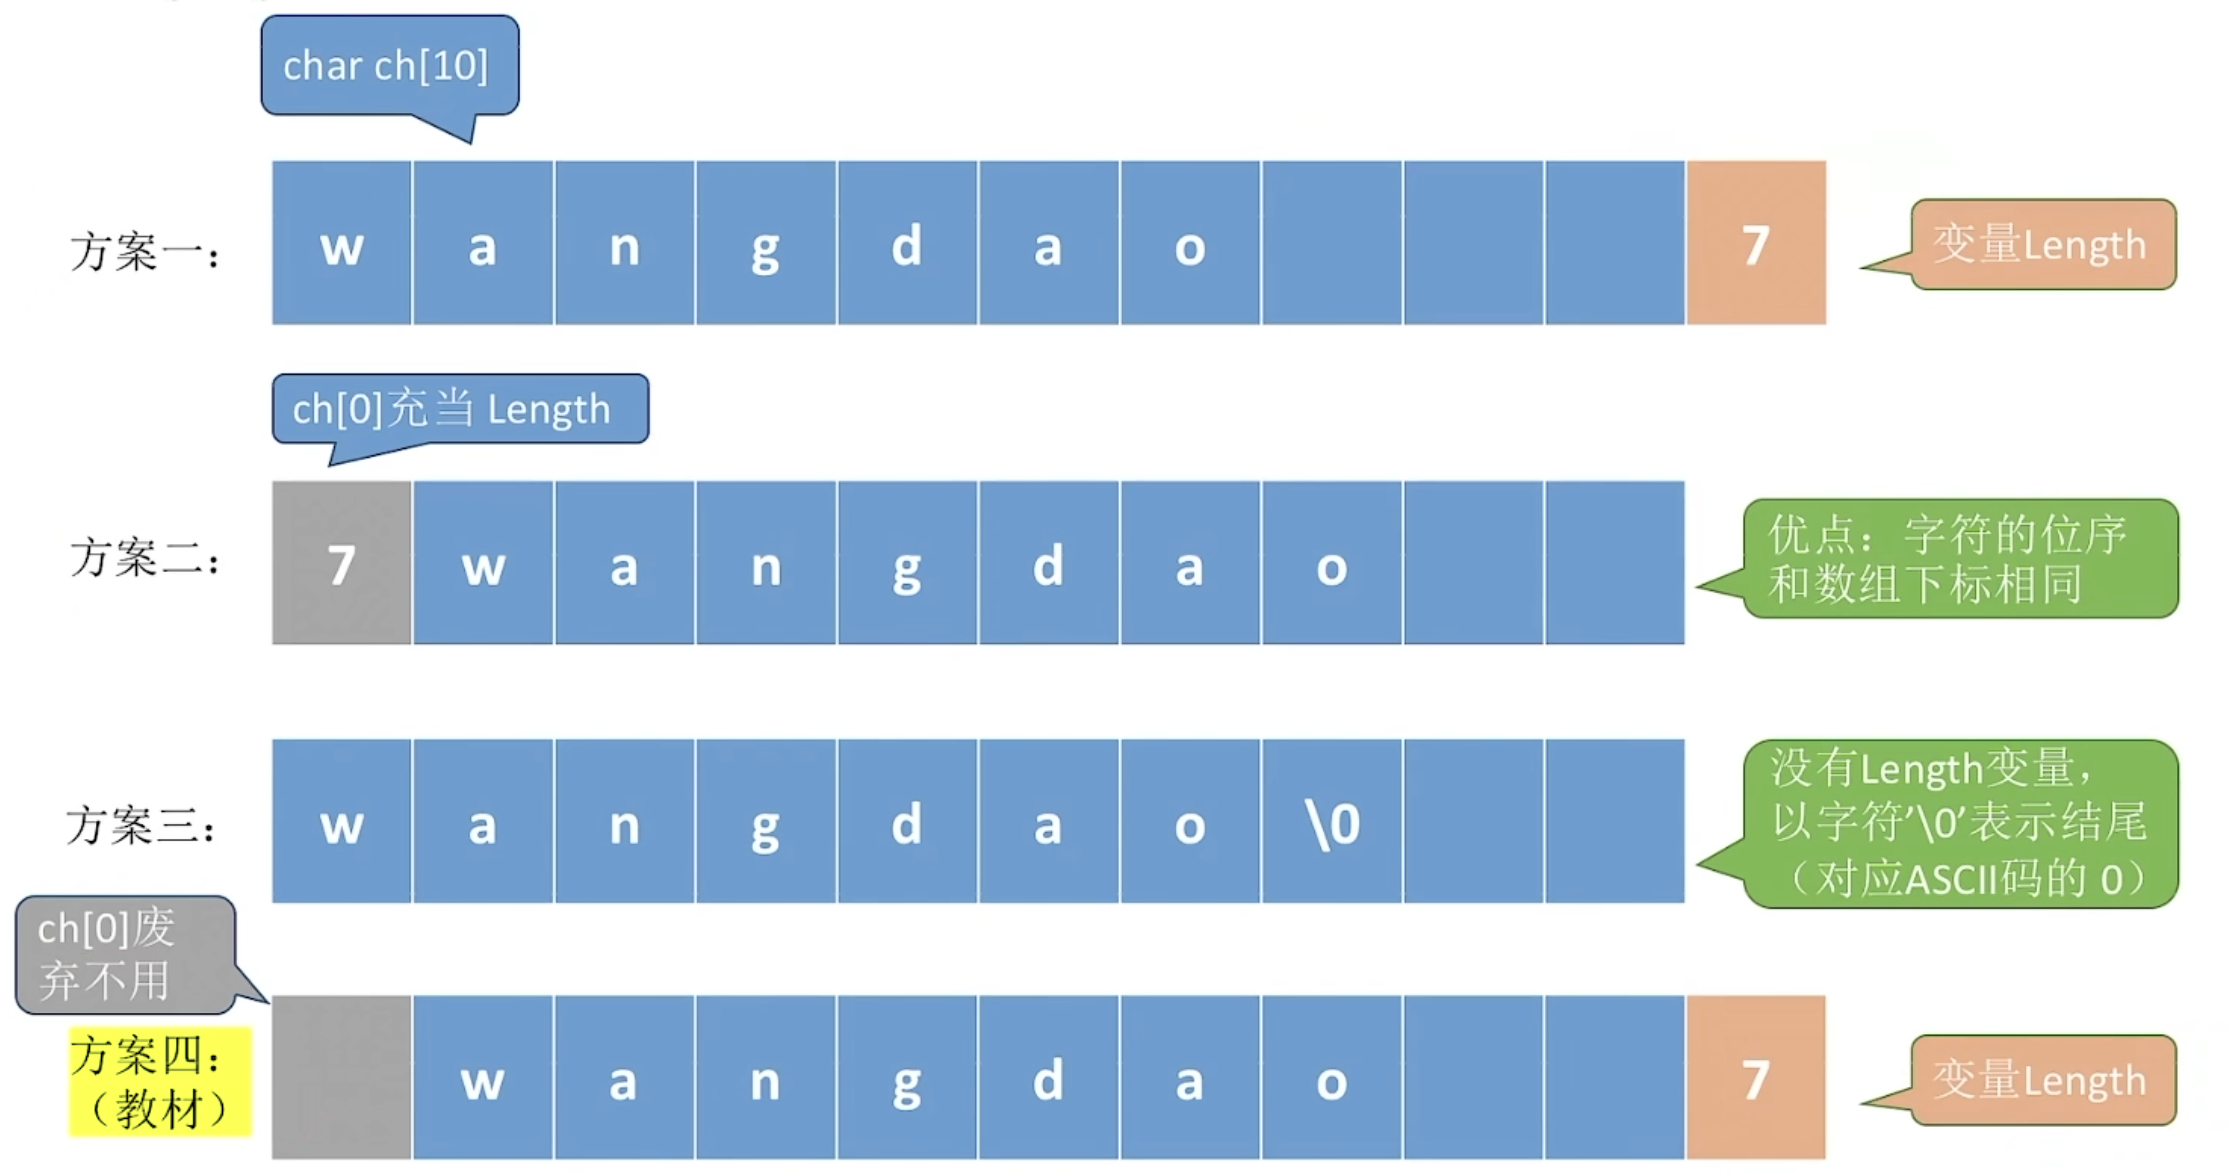 char ch[10]
方案一：
w a n g d a o 7
变量Length
ch[0]充当 Length
方案二：
7 w a n g d a o
优点：字符的位序
和数组下标相同
方案三：
w a n g d a o \0
没有Length变量，
以字符’\0’表示结尾
（对应ASCII码的 0）
ch[0]废
弃不用
方案四：
（教材）
w a n g d a o 7
变量Length